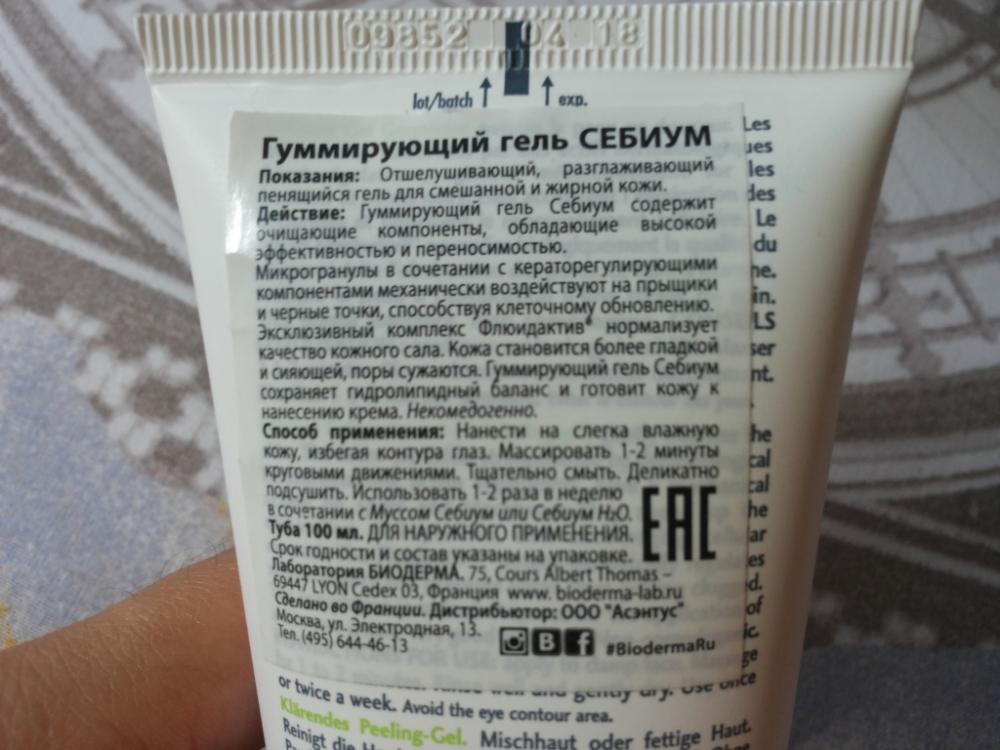 09852 04 18
lot/batch exp.
Гуммирующий гель СЕБИУМ
Показания: Отшелушивающий, разглаживающий
пенящийся гель для смешанной и жирной кожи.
Действие: Гуммирующий гель Себиум содержит
очищающие компоненты, обладающие высокой
эффективностью и переносимостью.
Микрогранулы в сочетании с кераторегулирующими
компонентами механически воздействуют на прыщики
и черные точки, способствуя клеточному обновлению.
Эксклюзивный комплекс Флюидактив® нормализует
качество кожного сала. Кожа становится более гладкой
и сияющей, поры сужаются. Гуммирующий гель Себиум
сохраняет гидролипидный баланс и готовит кожу к
нанесению крема. Некомедогенно.
Способ применения: Нанести на слегка влажную
кожу, избегая контура глаз. Массировать 1-2 минуты
круговыми движениями. Тщательно смыть. Деликатно
подсушить. Использовать 1-2 раза в неделю
в сочетании с Муссом Себиум или Себиум H2O.
Туба 100 мл. ДЛЯ НАРУЖНОГО ПРИМЕНЕНИЯ.
Срок годности и состав указаны на упаковке.
EAC
Лаборатория БИОДЕРМА. 75, Cours Albert Thomas –
69447 LYON Cedex 03, Франция www. bioderma-lab.ru
Сделано во Франции. Дистрибьютор: ООО "Асэнтус"
Москва, ул. Электродная, 13.
Тел. (495) 644-46-13
B f #BiodermaRu
Les
les
des
Le
du
or twice a week. Avoid the eye contour area.
Klärendes Peeling-Gel. Mischhaut oder fettige Haut.
Reinigt die